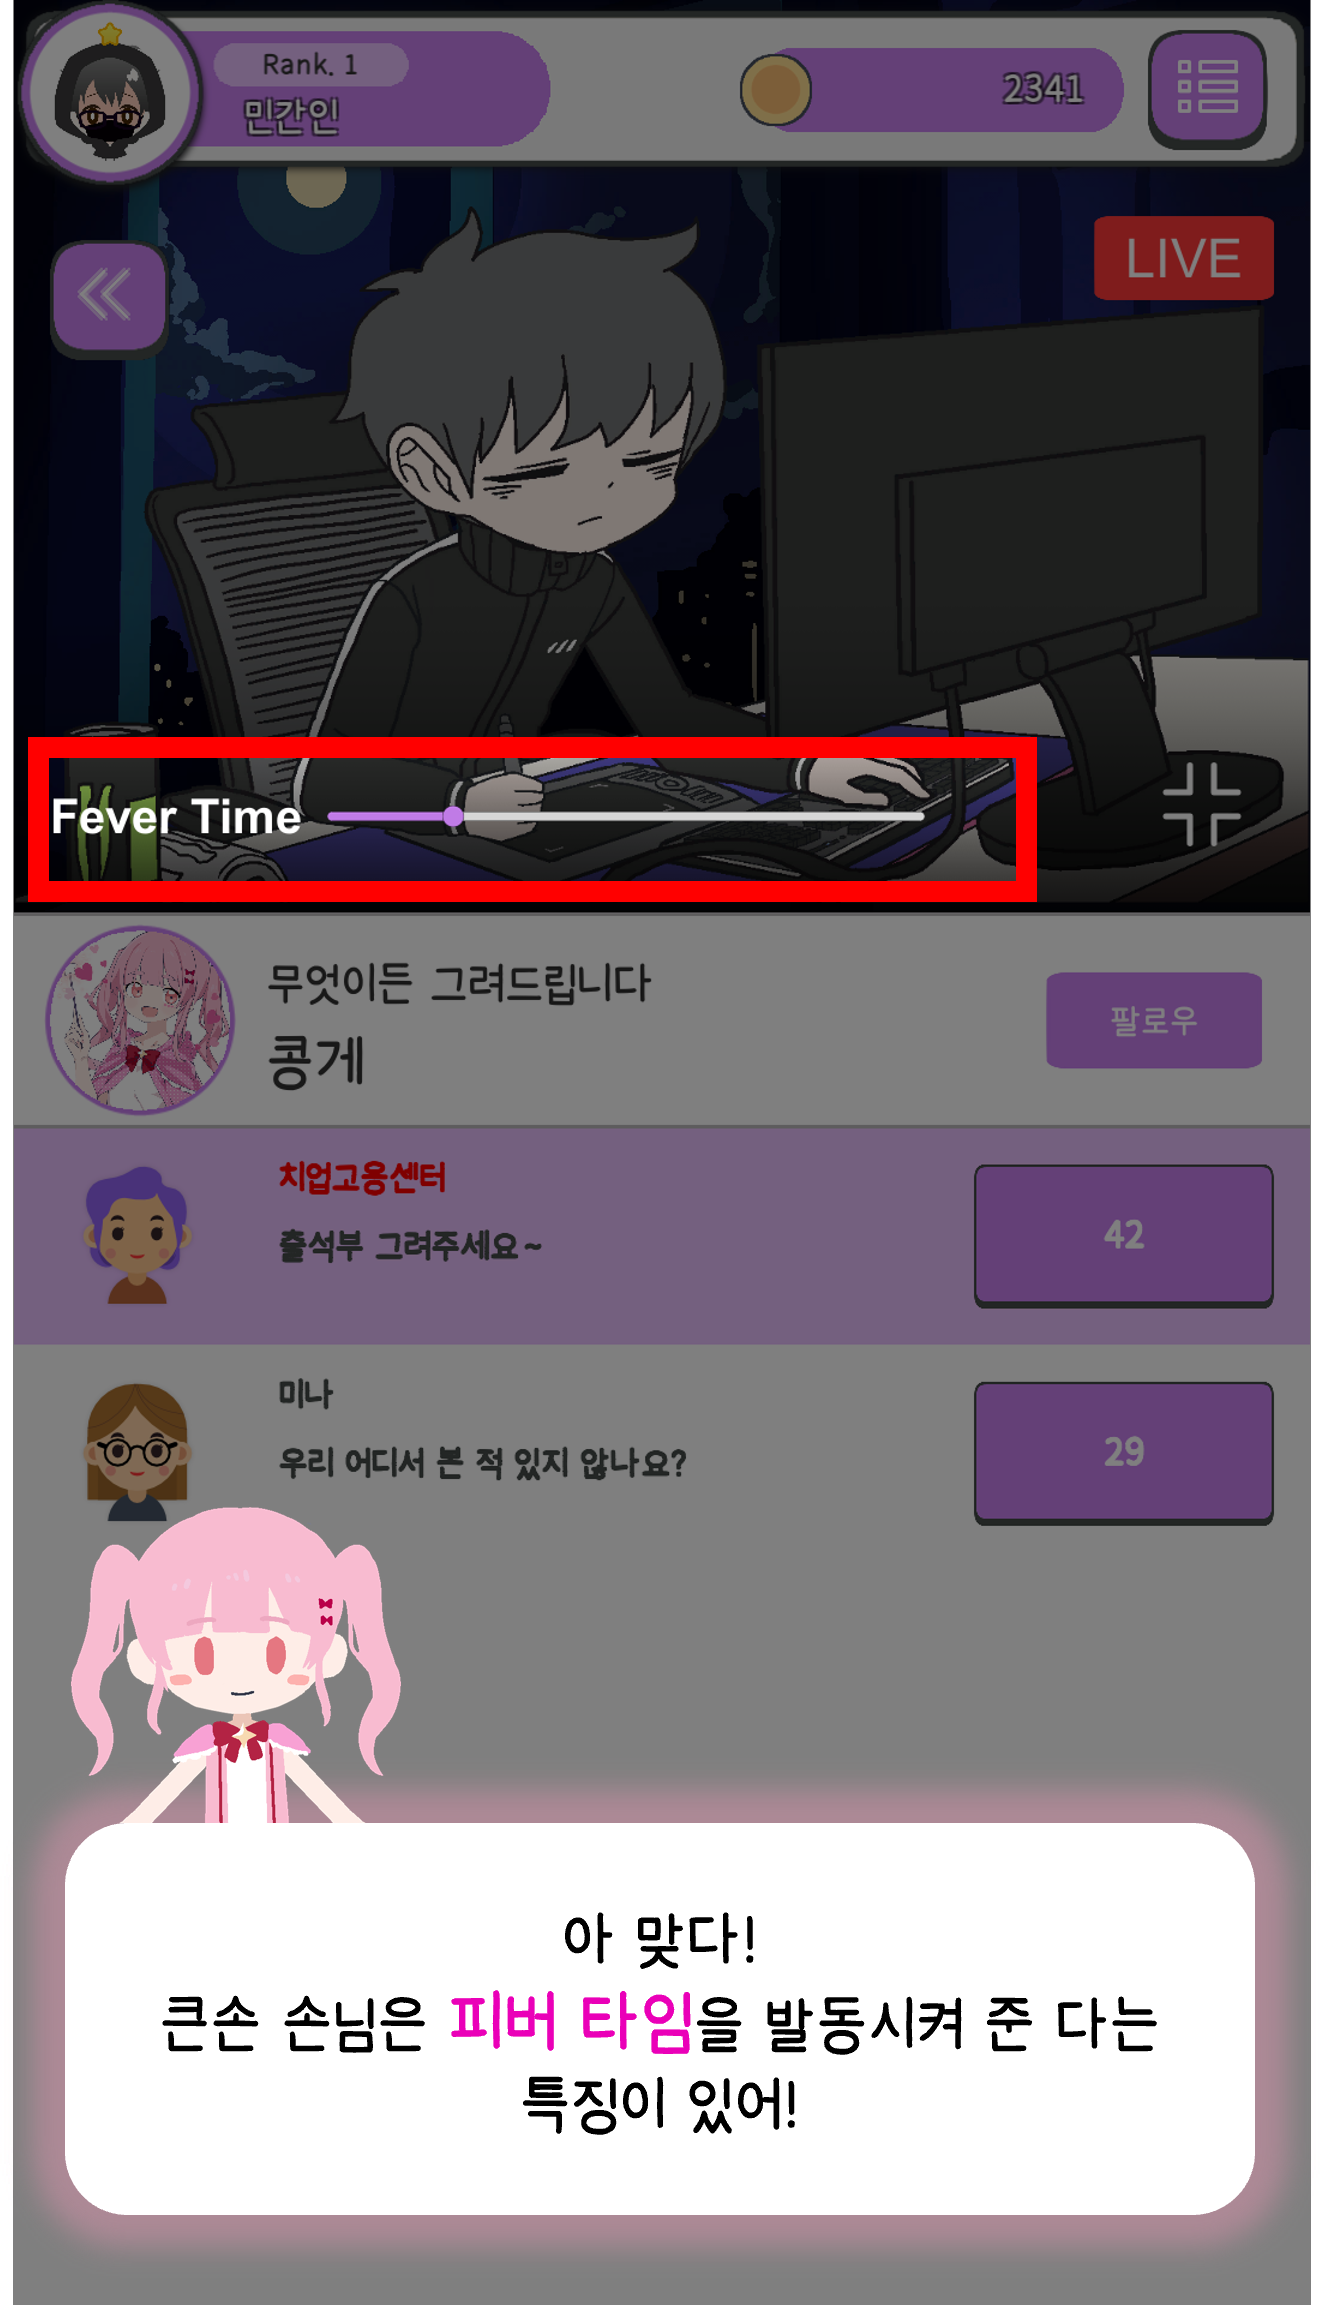 Rank. 1
민간인
2341
LIVE
Fever Time
무엇이든 그려드립니다
콩게
팔로우
치업고용센터
출석부 그려주세요~
42
미나
우리 어디서 본 적 있지 않나요?
29
아 맞다!
큰손 손님은 피버 타임을 발동시켜 준 다는
특징이 있어!